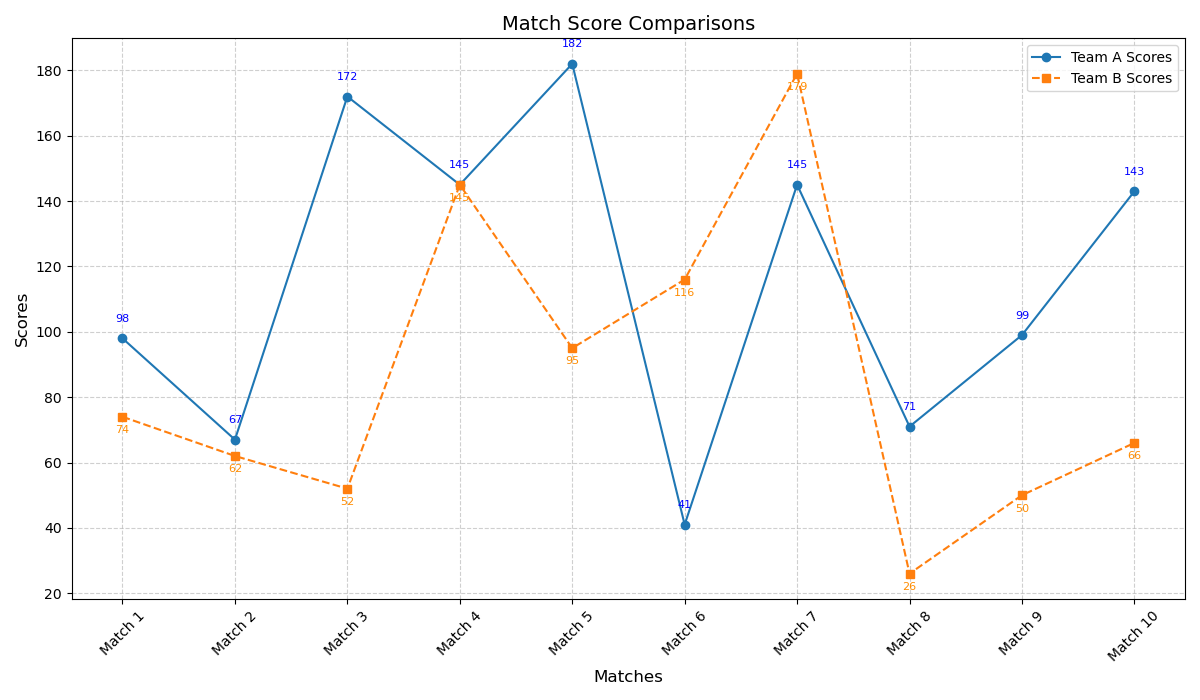 Match Score Comparisons
Team A Scores
Team B Scores
Scores
180
160
140
120
100
80
60
40
20
98
67
172
145
182
41
145
71
99
143
74
62
52
145
95
116
179
26
50
66
Match 1
Match 2
Match 3
Match 4
Match 5
Match 6
Match 7
Match 8
Match 9
Match 10
Matches